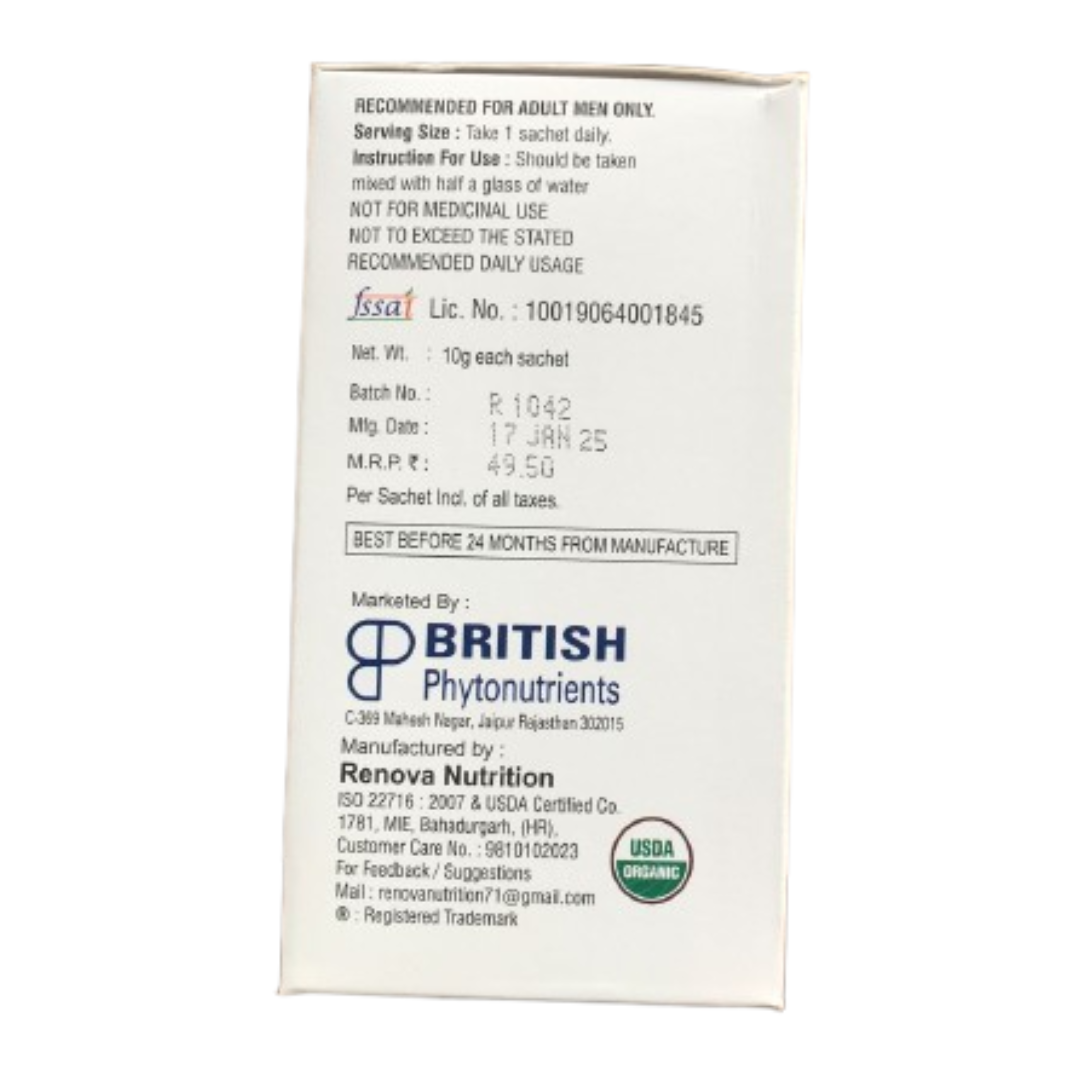 RECOMMENDED FOR ADULT MEN ONLY.
Serving Size : Take 1 sachet daily.
Instruction For Use : Should be taken
mixed with half a glass of water
NOT FOR MEDICINAL USE
NOT TO EXCEED THE STATED
RECOMMENDED DAILY USAGE
fssai Lic. No. : 10019064001845
Net. Wt. : 10g each sachet
Batch No. : R 1042
Mfg. Date : 17 JAN 25
M.R.P. ₹ : 49.50
Per Sachet Incl. of all taxes.
BEST BEFORE 24 MONTHS FROM MANUFACTURE
Marketed By :
BRITISH
Phytonutrients
C-369 Mahesh Nagar, Jaipur Rajasthan 302015
Manufactured by :
Renova Nutrition
ISO 22716 : 2007 & USDA Certified Co.
1781, MIE, Bahadurgarh, (HR),
Customer Care No. : 9810102023
For Feedback / Suggestions
Mail : renovanutrition71@gmail.com
® : Registered Trademark
USDA
ORGANIC